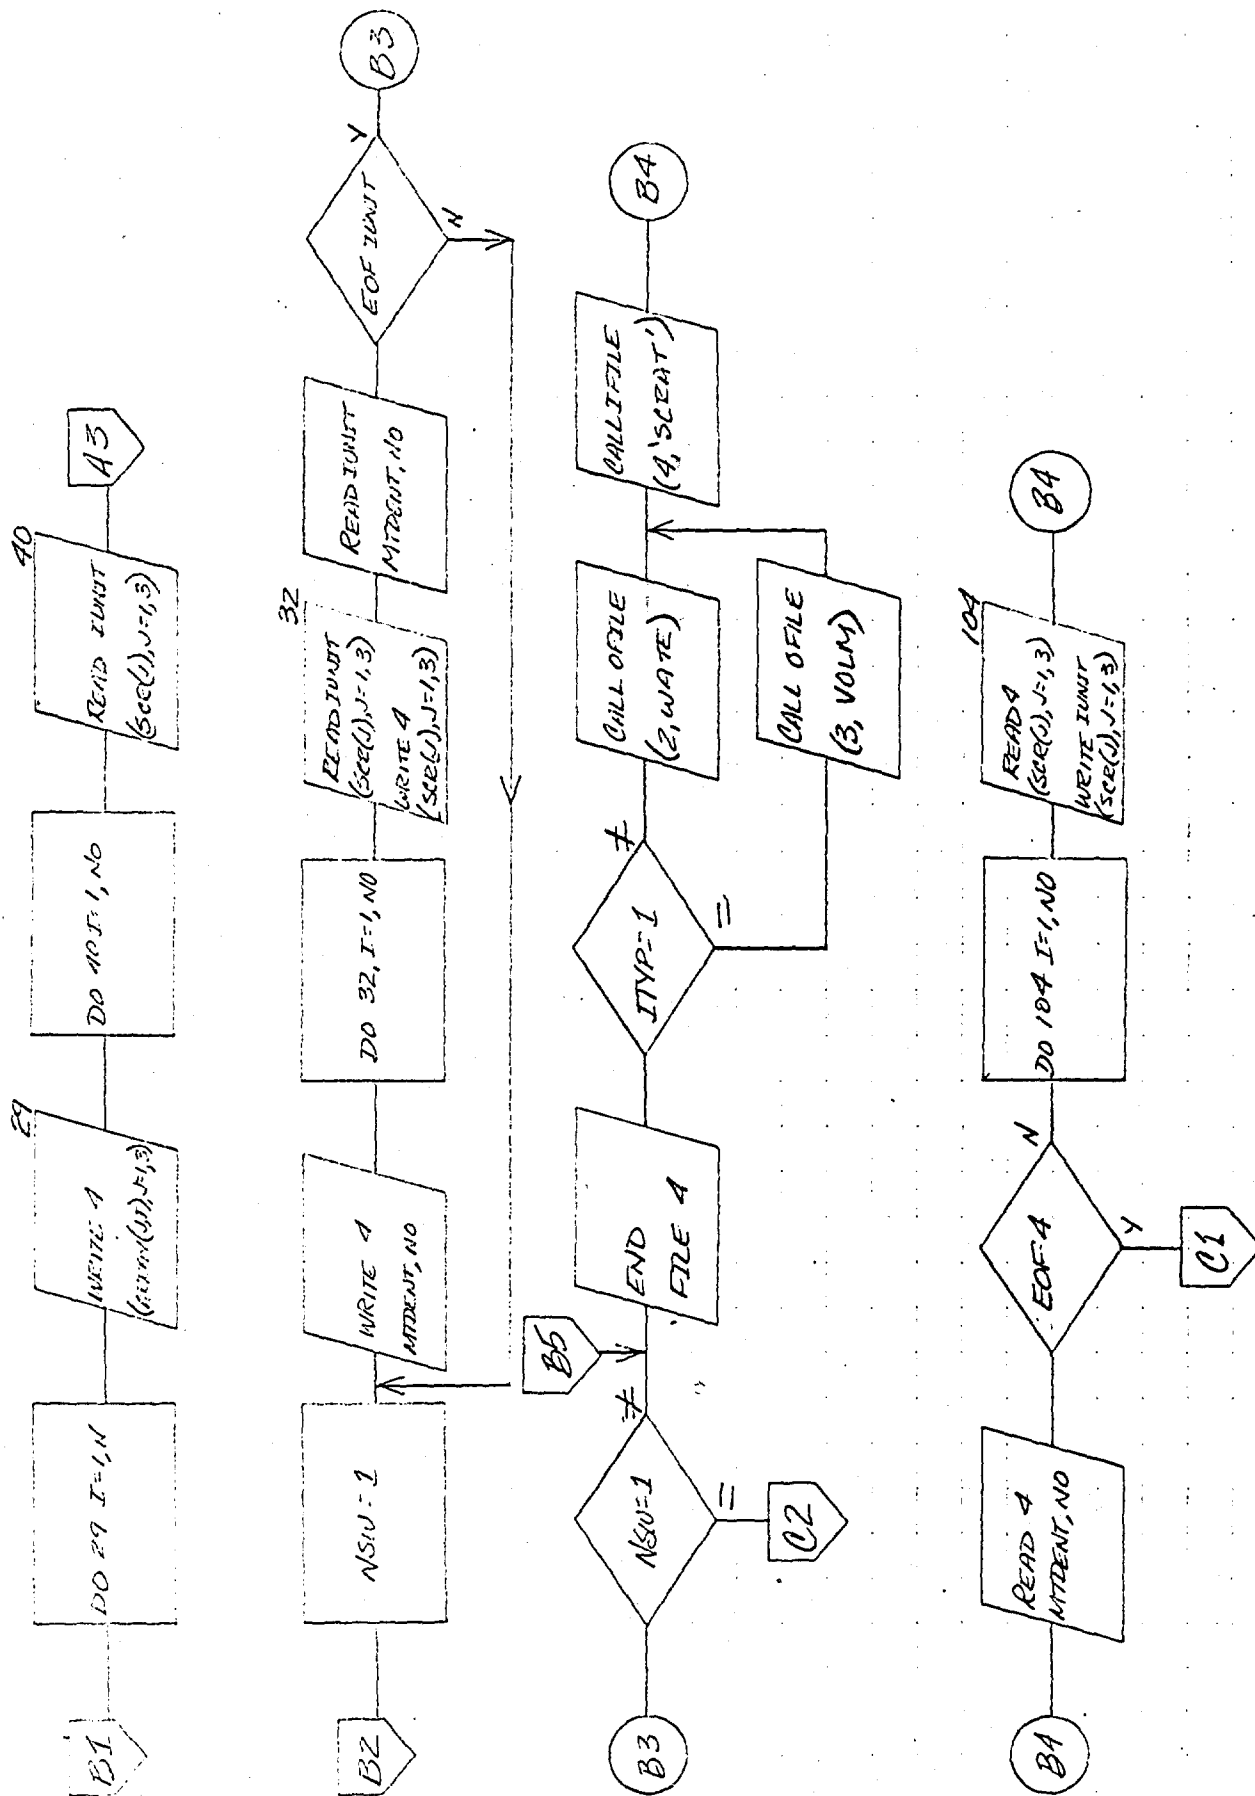 B1
DO 29 I=1,N
29
WRITE 4
(J),J=1,3)
DO 40 I=1,NO
40
READ IUNIT
(SCR(J),J=1,3)
A3
B2
NSW=1
WRITE 4
MIDENT,NO
DO 32, I=1,NO
32
READ IUNIT
(SCR(J),J=1,3)
WRITE 4
(SCR(J),J=1,3)
READ IUNIT
MIDENT,NO
EOF IUNIT
Y
N
B3
B3
NSW=1
≠
=
C2
B5
END
FILE 4
ITYP=1
≠
=
CALL OFILE
(2,WATE)
CALL OFILE
(3,VOLM)
CALL IFILE
(4,'SCRAT')
B4
B4
READ 4
MIDENT,NO
EOF 4
N
Y
C1
DO 104 I=1,NO
104
READ 4
(SCR(J),J=1,3)
WRITE IUNIT
(SCR(J),J=1,3)
B4